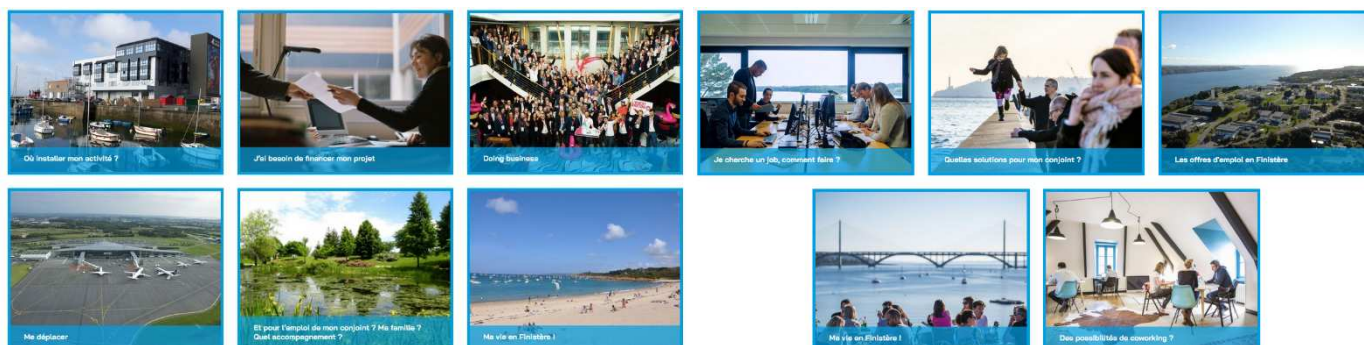 Où installer mon activité ?
J'ai besoin de financer mon projet
Doing business
Je cherche un job, comment faire ?
Quelles solutions pour mon conjoint ?
Les offres d'emploi en Finistère
Me déplacer
Et pour l'emploi de mon conjoint ? Ma famille ?
Quel accompagnement ?
Ma vie en Finistère !
Ma vie en Finistère !
Des possibilités de coworking ?